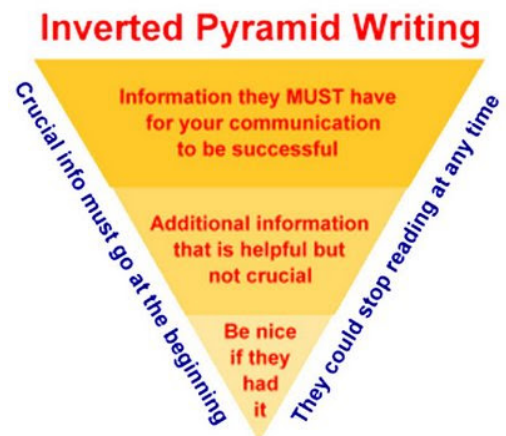 Inverted Pyramid Writing
Information they MUST have
for your communication
to be successful
Additional information
that is helpful but
not crucial
Be nice
if they
had
it
Crucial info must go at the beginning
They could stop reading at any time